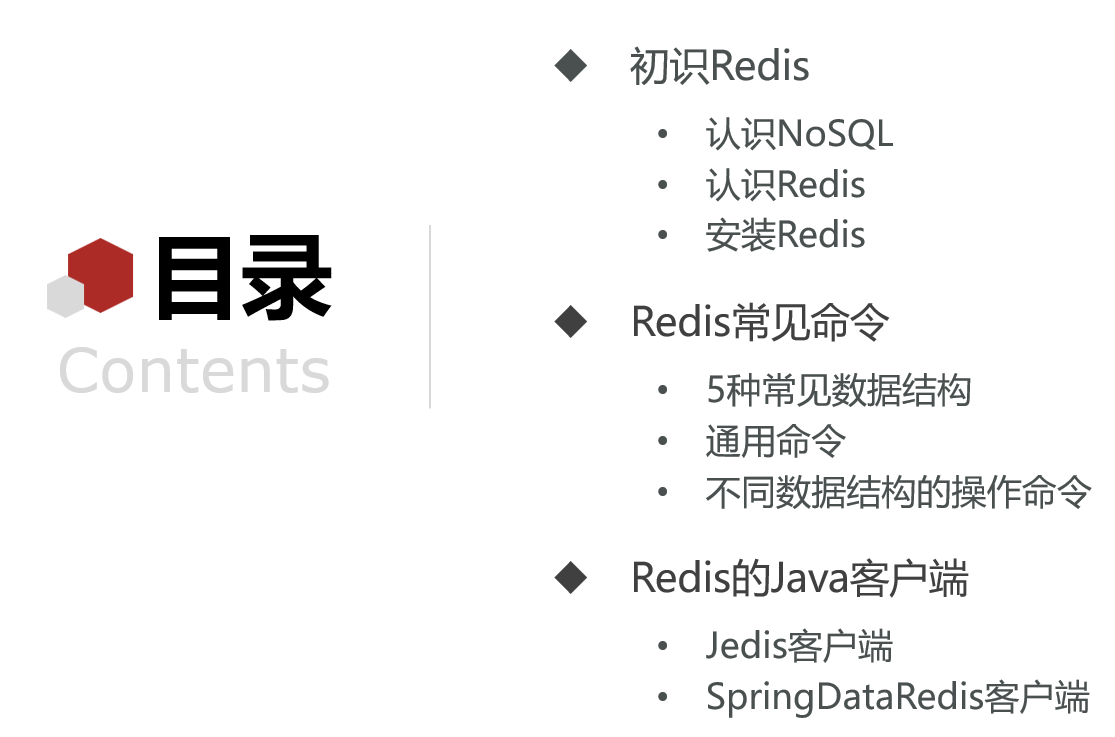 目录
Contents
◆ 初识Redis
• 认识NoSQL
• 认识Redis
• 安装Redis
◆ Redis常见命令
• 5种常见数据结构
• 通用命令
• 不同数据结构的操作命令
◆ Redis的Java客户端
• Jedis客户端
• SpringDataRedis客户端